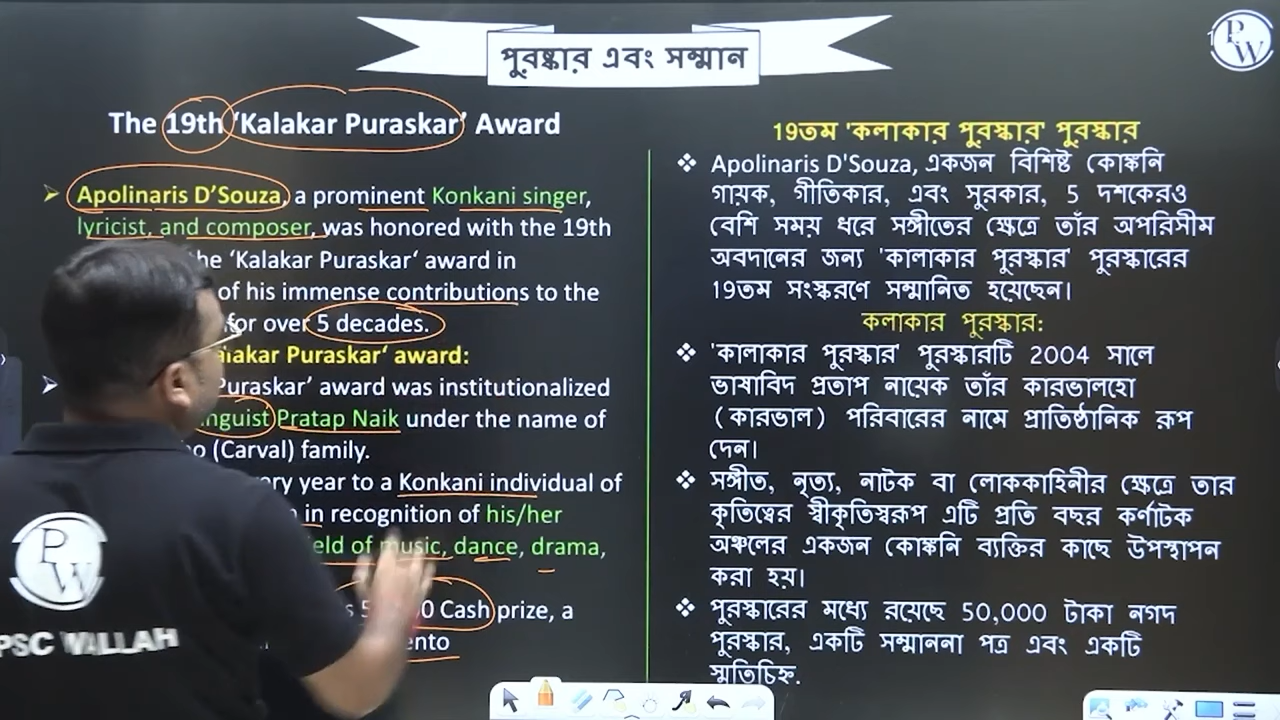 পুরষ্কার এবং সম্মান
PW
The 19th ‘Kalakar Puraskar’ Award
Apolinaris D’Souza, a prominent Konkani singer,
lyricist, and composer, was honored with the 19th
he ‘Kalakar Puraskar‘ award in
of his immense contributions to the
for over 5 decades.
alakar Puraskar‘ award:
Puraskar’ award was institutionalized
nguist Pratap Naik under the name of
o (Carval) family.
ery year to a Konkani individual of
in recognition of his/her
eld of music, dance, drama,
Cash prize, a
ento
19তম 'কলাকার পুরস্কার' পুরস্কার
Apolinaris D'Souza, একজন বিশিষ্ট কোঙ্কনি
গায়ক, গীতিকার, এবং সুরকার, 5 দশকেরও
বেশি সময় ধরে সঙ্গীতের ক্ষেত্রে তাঁর অপরিসীম
অবদানের জন্য 'কালাকার পুরস্কার' পুরস্কারের
19তম সংস্করণে সম্মানিত হয়েছেন।
কলাকার পুরস্কার:
'কালাকার পুরস্কার' পুরস্কারটি 2004 সালে
ভাষাবিদ প্রতাপ নায়েক তাঁর কারভালহো
(কারভাল) পরিবারের নামে প্রাতিষ্ঠানিক রূপ
দেন।
সঙ্গীত, নৃত্য, নাটক বা লোককাহিনীর ক্ষেত্রে তার
কৃতিত্বের স্বীকৃতিস্বরূপ এটি প্রতি বছর কর্ণাটক
অঞ্চলের একজন কোঙ্কনি ব্যক্তির কাছে উপস্থাপন
করা হয়।
পুরস্কারের মধ্যে রয়েছে 50,000 টাকা নগদ
পুরস্কার, একটি সম্মাননা পত্র এবং একটি
স্মৃতিচিহ্ন.
PW
PSC WALLAH